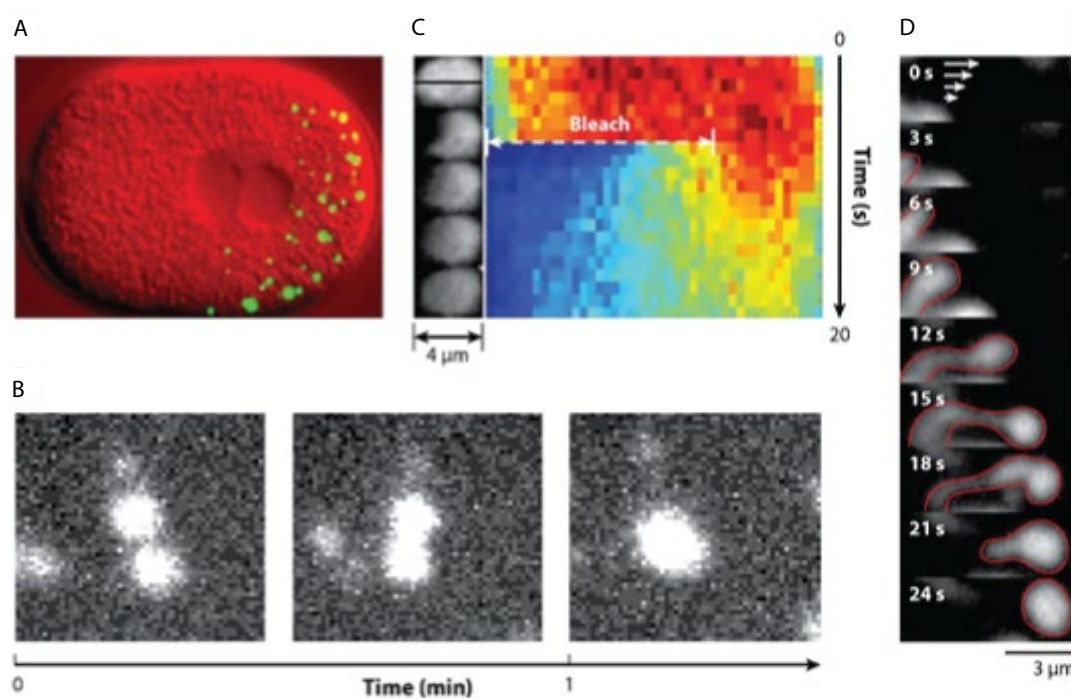 A
C
D
0
Bleach
Time (s)
20
4 μm
B
0
1
Time (min)
0 s
3 s
6 s
9 s
12 s
15 s
18 s
21 s
24 s
3 μm